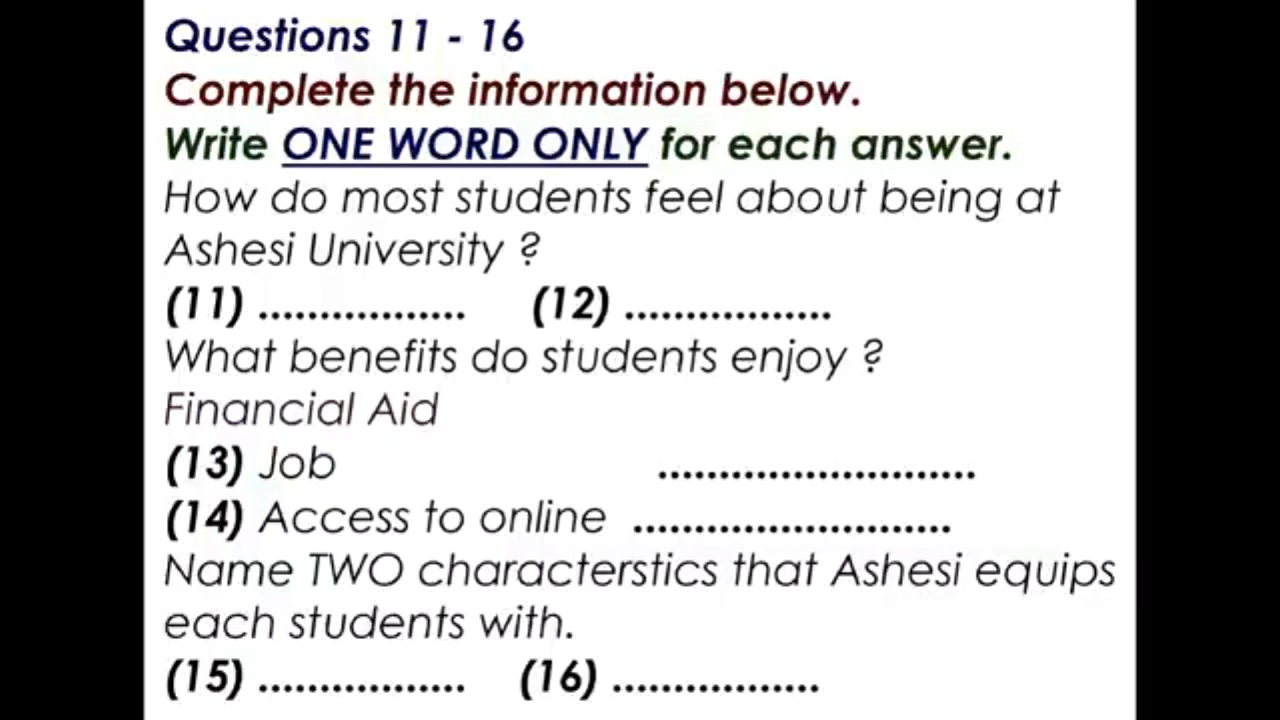 Questions 11 - 16
Complete the information below.
Write ONE WORD ONLY for each answer.
How do most students feel about being at
Ashesi University ?
(11) ................. (12) .................
What benefits do students enjoy ?
Financial Aid
(13) Job ..........................
(14) Access to online ..........................
Name TWO characterstics that Ashesi equips
each students with.
(15) ................. (16) .................